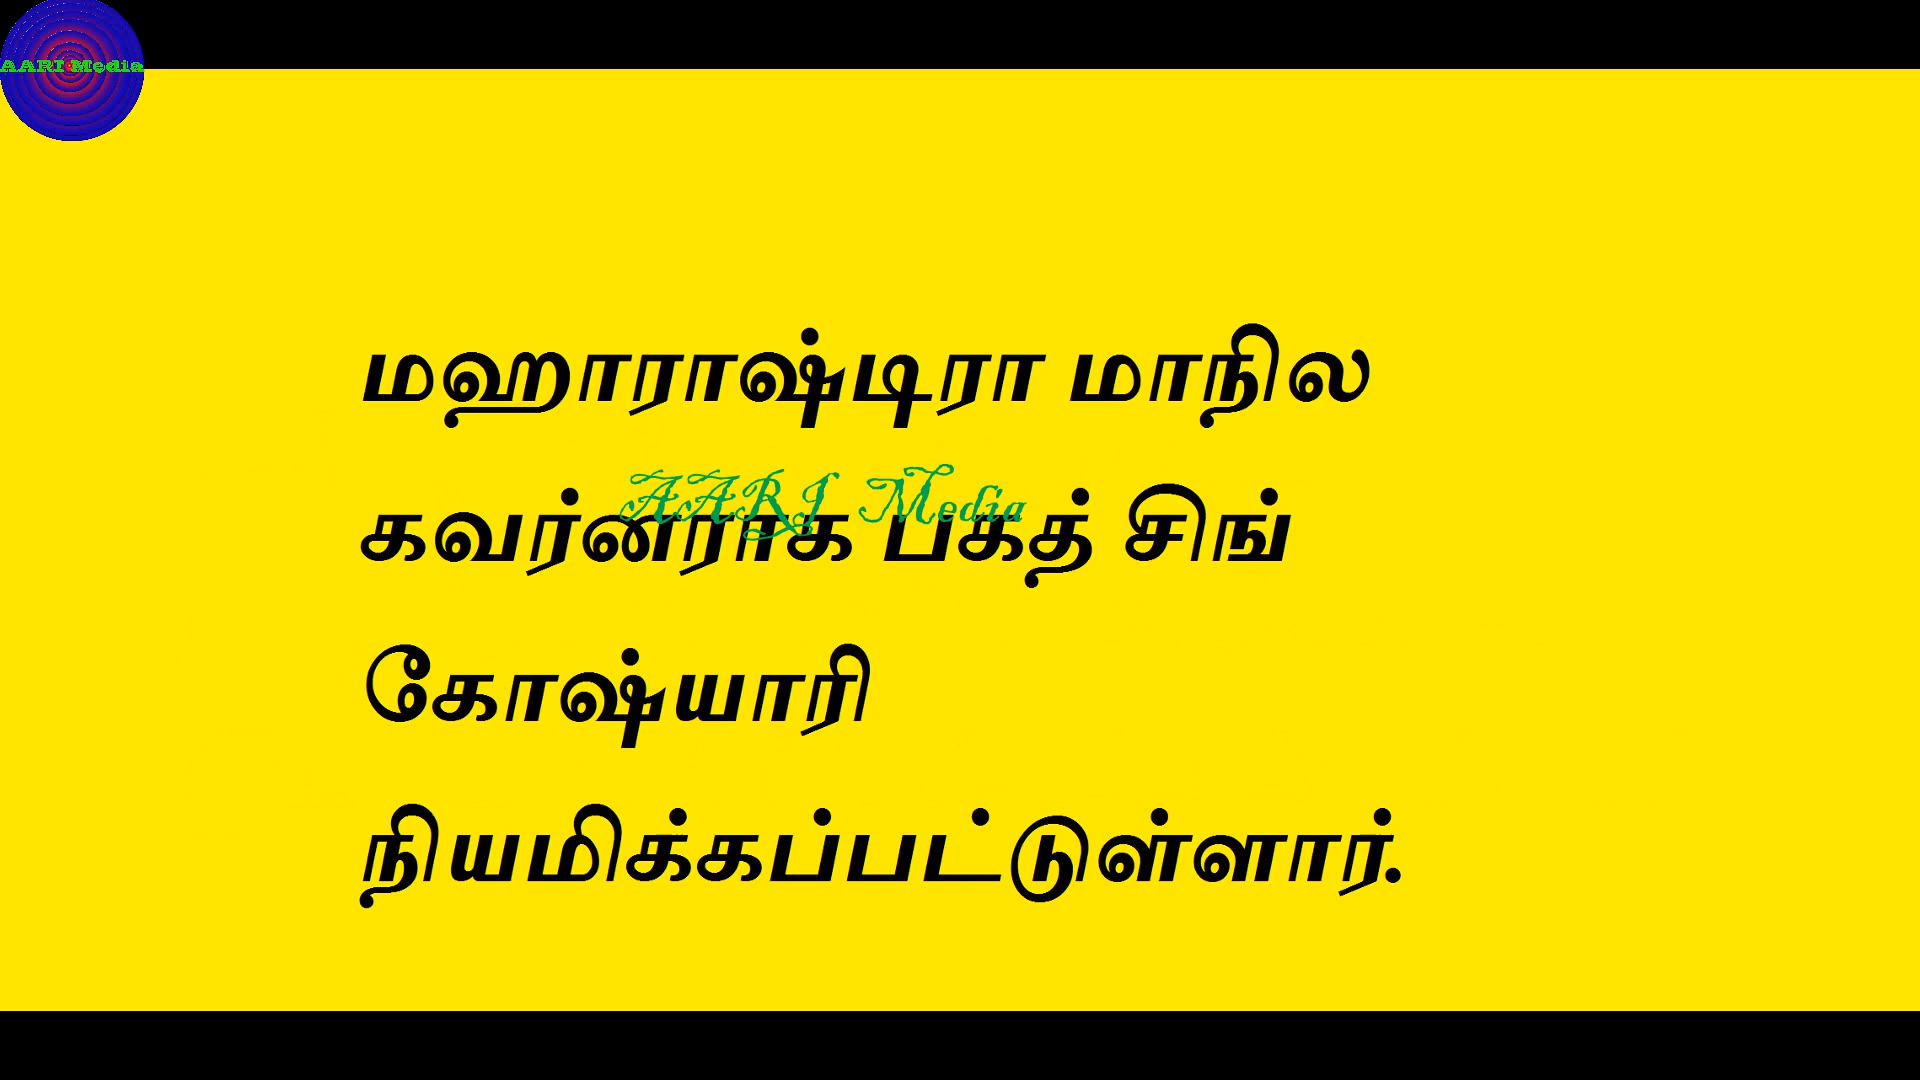 AARI Media
மஹாராஷ்டிரா மாநில
AARI Media
கவர்னராக பகத் சிங்
கோஷ்யாரி
நியமிக்கப்பட்டுள்ளார்.